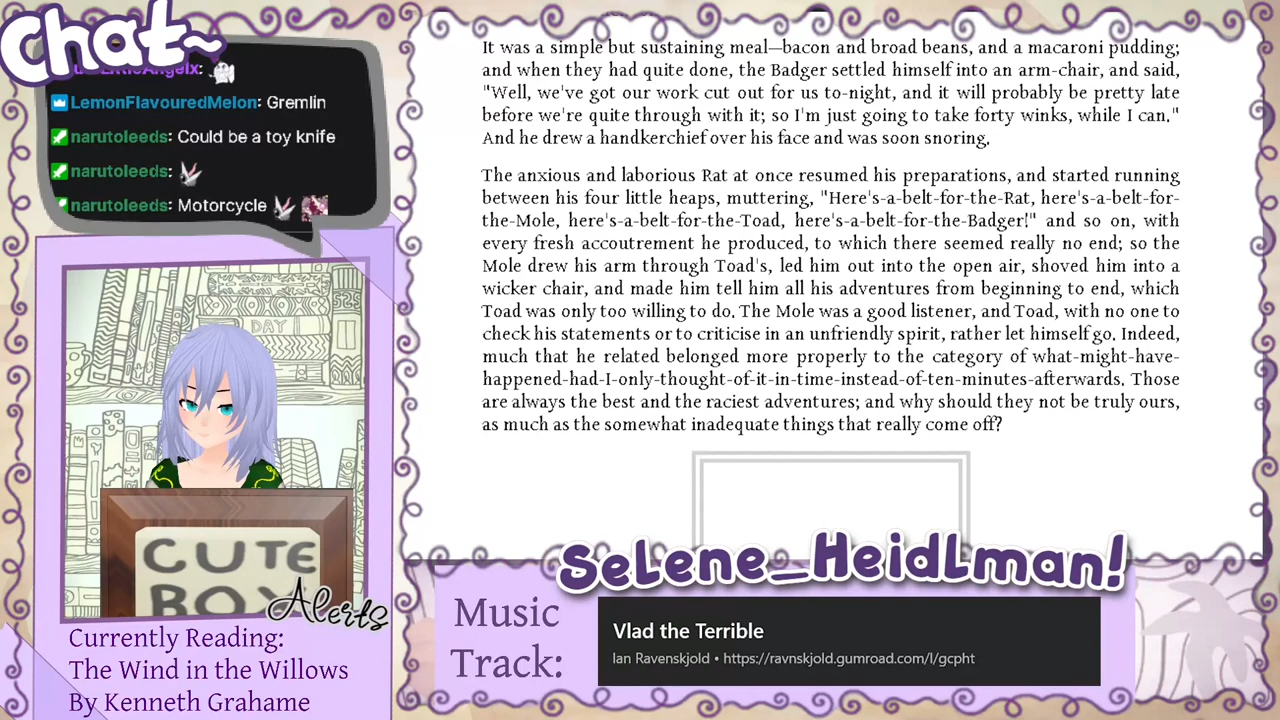 Chat~
LemonFlavouredMelon: Gremlin
narutoleeds: Could be a toy knife
narutoleeds:
narutoleeds: Motorcycle
DAY
CUTE
BOX
Alerts
Currently Reading:
The Wind in the Willows
By Kenneth Grahame
It was a simple but sustaining meal—bacon and broad beans, and a macaroni pudding;
and when they had quite done, the Badger settled himself into an arm-chair, and said,
"Well, we've got our work cut out for us to-night, and it will probably be pretty late
before we're quite through with it; so I'm just going to take forty winks, while I can."
And he drew a handkerchief over his face and was soon snoring.
The anxious and laborious Rat at once resumed his preparations, and started running
between his four little heaps, muttering, "Here's-a-belt-for-the-Rat, here's-a-belt-for-
the-Mole, here's-a-belt-for-the-Toad, here's-a-belt-for-the-Badger!" and so on, with
every fresh accoutrement he produced, to which there seemed really no end; so the
Mole drew his arm through Toad's, led him out into the open air, shoved him into a
wicker chair, and made him tell him all his adventures from beginning to end, which
Toad was only too willing to do. The Mole was a good listener, and Toad, with no one to
check his statements or to criticise in an unfriendly spirit, rather let himself go. Indeed,
much that he related belonged more properly to the category of what-might-have-
happened-had-I-only-thought-of-it-in-time-instead-of-ten-minutes-afterwards. Those
are always the best and the raciest adventures; and why should they not be truly ours,
as much as the somewhat inadequate things that really come off?
Selene_Heidlman!
Music
Track:
Vlad the Terrible
Ian Ravenskjold • https://ravnskjold.gumroad.com/l/gcpht